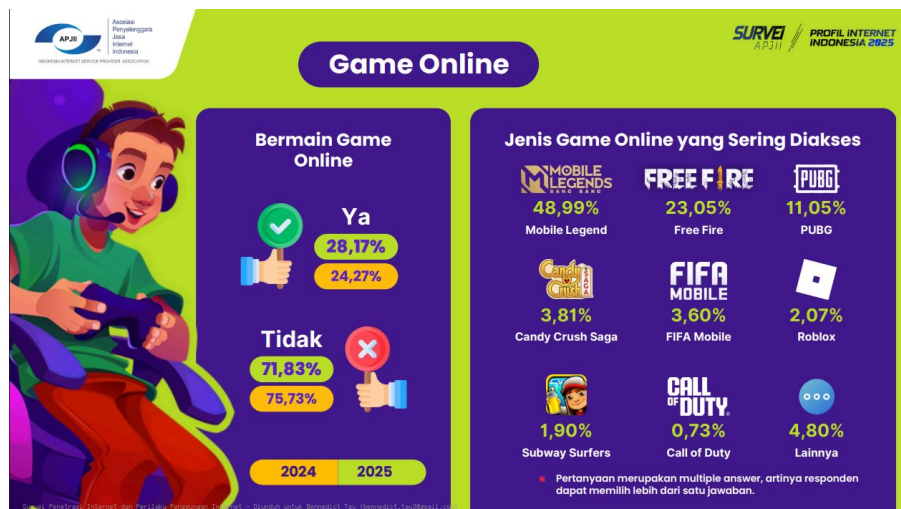 APJII
Asosiasi
Penyelenggara
Jasa
Internet
Indonesia
INDONESIA INTERNET SERVICE PROVIDER ASSOCIATION
SURVEI
APJII
PROFIL INTERNET
INDONESIA 2025
Game Online
Bermain Game
Online
Ya
28,17%
24,27%
Tidak
71,83%
75,73%
2024 2025
Jenis Game Online yang Sering Diakses
MOBILE
LEGENDS
BANG BANG
FREE FIRE
PUBG
48,99% 23,05% 11,05%
Mobile Legend Free Fire PUBG
Candy
Crush
SAGA
FIFA
MOBILE
3,81% 3,60% 2,07%
Candy Crush Saga FIFA Mobile Roblox
CALL
OF DUTY
1,90% 0,73% 4,80%
Subway Surfers Call of Duty Lainnya
* Pertanyaan merupakan multiple answer, artinya responden
dapat memilih lebih dari satu jawaban.
Survei Penetrasi Internet dan Perilaku Penggunaan Internet - Diunduh untuk Bennedict Tau